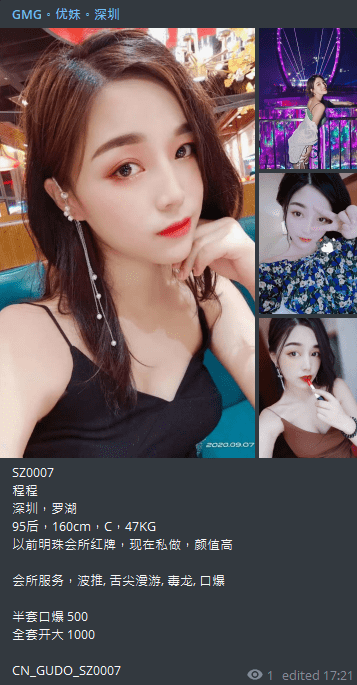 GMG。优妹。深圳
2020.09.07
SZ0007
程程
深圳，罗湖
95后，160cm，C，47KG
以前明珠会所红牌，现在私做，颜值高
会所服务，波推, 舌尖漫游, 毒龙, 口爆
半套口爆 500
全套开大 1000
CN_GUDO_SZ0007
1 edited 17:21